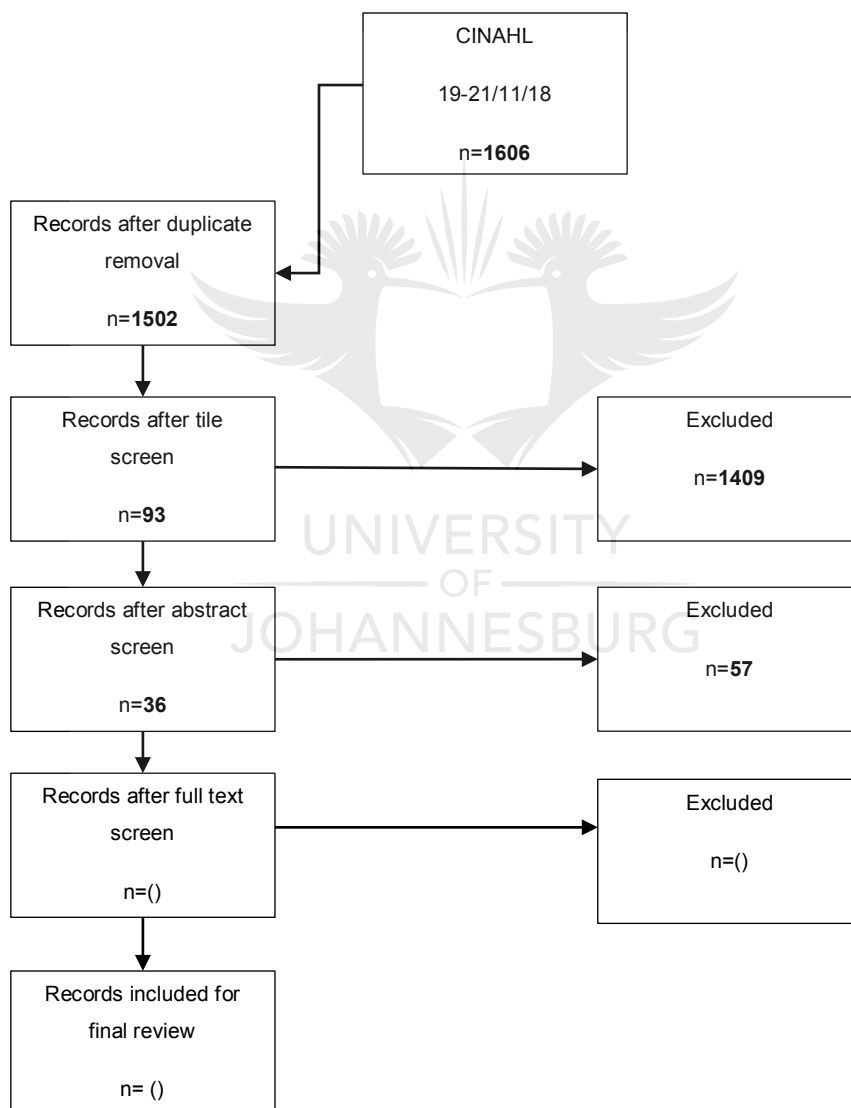 CINAHL
19-21/11/18
n=1606
Records after duplicate
removal
n=1502
Records after tile
screen
n=93
Excluded
n=1409
UNIVERSITY
OF
JOHANNESBURG
Records after abstract
screen
n=36
Excluded
n=57
Records after full text
screen
n=()
Excluded
n=()
Records included for
final review
n= ()